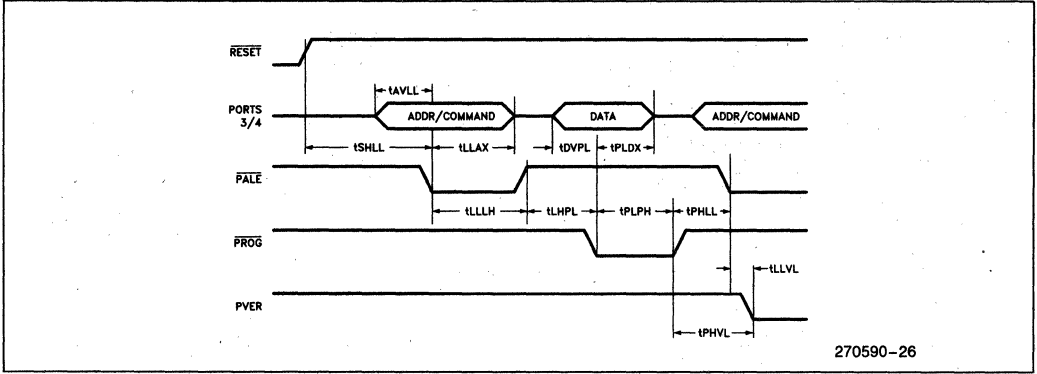 RESET
tAVLL
PORTS 3/4
ADDR/COMMAND
DATA
ADDR/COMMAND
tSHLL
tLLAX
tDVPL
tPLDX
PALE
tLLLH
tLHPL
tPLPH
tPHLL
PROG
tLLVL
PVER
tPHVL
270590-26